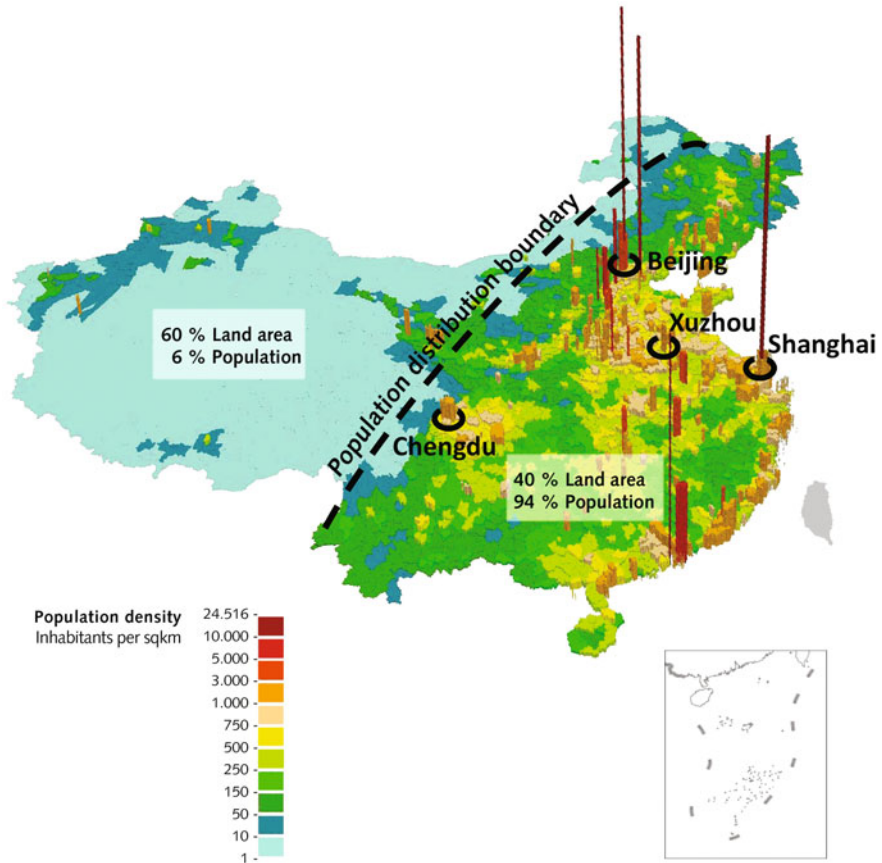 Population distribution boundary
Beijing
Xuzhou
Shanghai
60 % Land area
6 % Population
Chengdu
40 % Land area
94 % Population
Population density
Inhabitants per sqkm
24.516 -
10.000 -
5.000 -
3.000 -
1.000 -
750 -
500 -
250 -
150 -
50 -
10 -
1 -